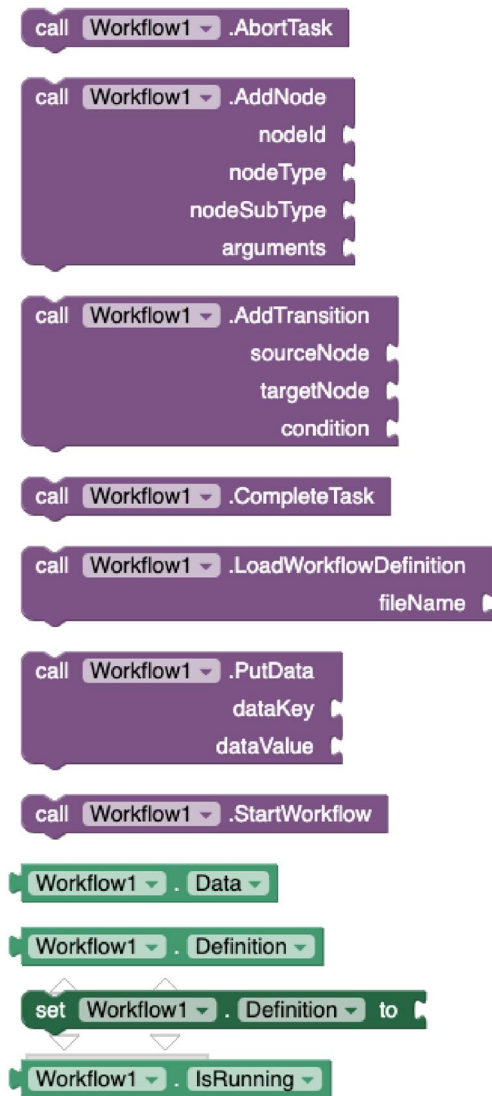 call Workflow1 .AbortTask
call Workflow1 .AddNode
nodeId
nodeType
nodeSubType
arguments
call Workflow1 .AddTransition
sourceNode
targetNode
condition
call Workflow1 .CompleteTask
call Workflow1 .LoadWorkflowDefinition
fileName
call Workflow1 .PutData
dataKey
dataValue
call Workflow1 .StartWorkflow
Workflow1 . Data
Workflow1 . Definition
set Workflow1 . Definition to
Workflow1 . IsRunning